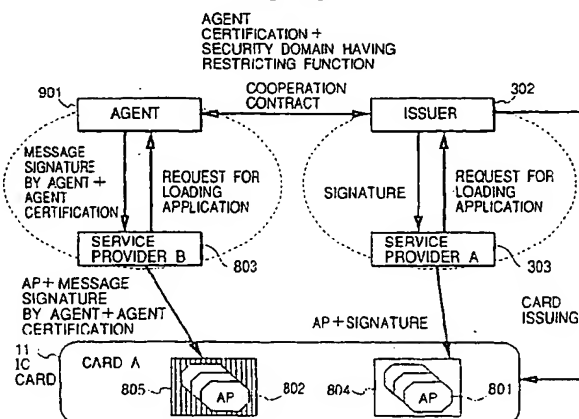 AGENT
CERTIFICATION+
SECURITY DOMAIN HAVING
RESTRICTING FUNCTION
901
302
COOPERATION
CONTRACT
AGENT
ISSUER
MESSAGE
SIGNATURE
BY AGENT+
AGENT
CERTIFICATION
REQUEST FOR
LOADING
APPLICATION
SIGNATURE
REQUEST FOR
LOADING
APPLICATION
SERVICE
PROVIDER B
803
SERVICE
PROVIDER A
303
AP+MESSAGE
SIGNATURE
BY AGENT+AGENT
CERTIFICATION
AP+SIGNATURE
CARD
ISSUING
11
IC
CARD
CARD A
805
AP
802
804
AP
801